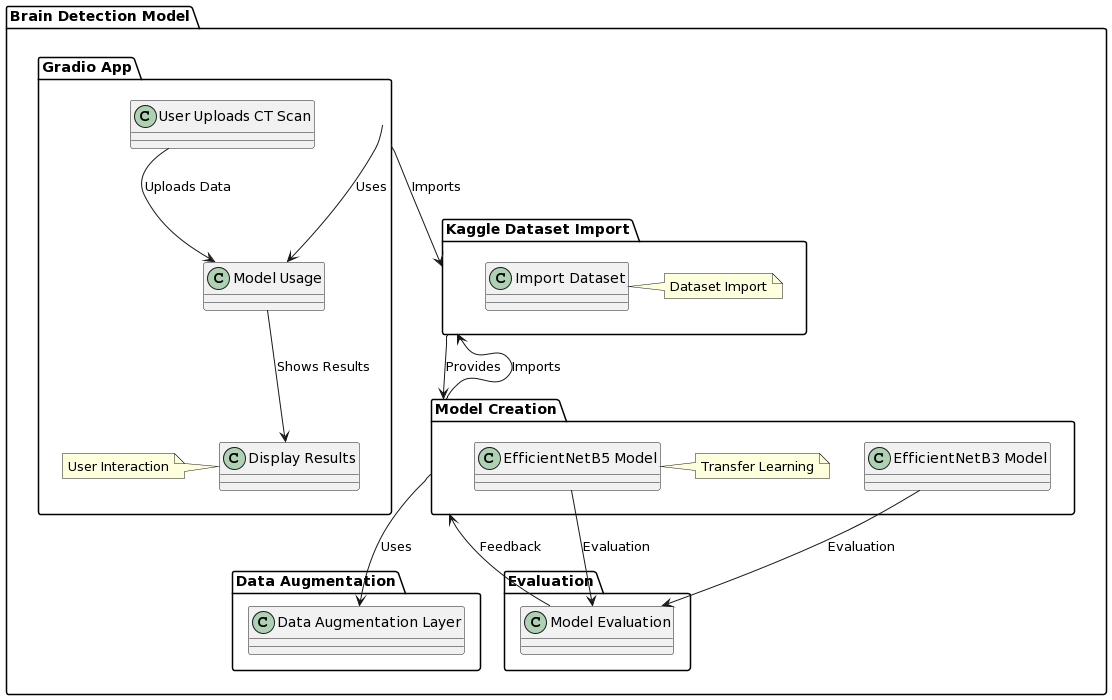 Brain Detection Model
Gradio App
C User Uploads CT Scan
Uploads Data
Uses
Imports
Kaggle Dataset Import
C Model Usage
C Import Dataset
Dataset Import
Shows Results
Provides
Imports
Model Creation
User Interaction
C Display Results
C EfficientNetB5 Model
Transfer Learning
C EfficientNetB3 Model
Uses
Feedback
Evaluation
Evaluation
Data Augmentation
Evaluation
C Data Augmentation Layer
C Model Evaluation